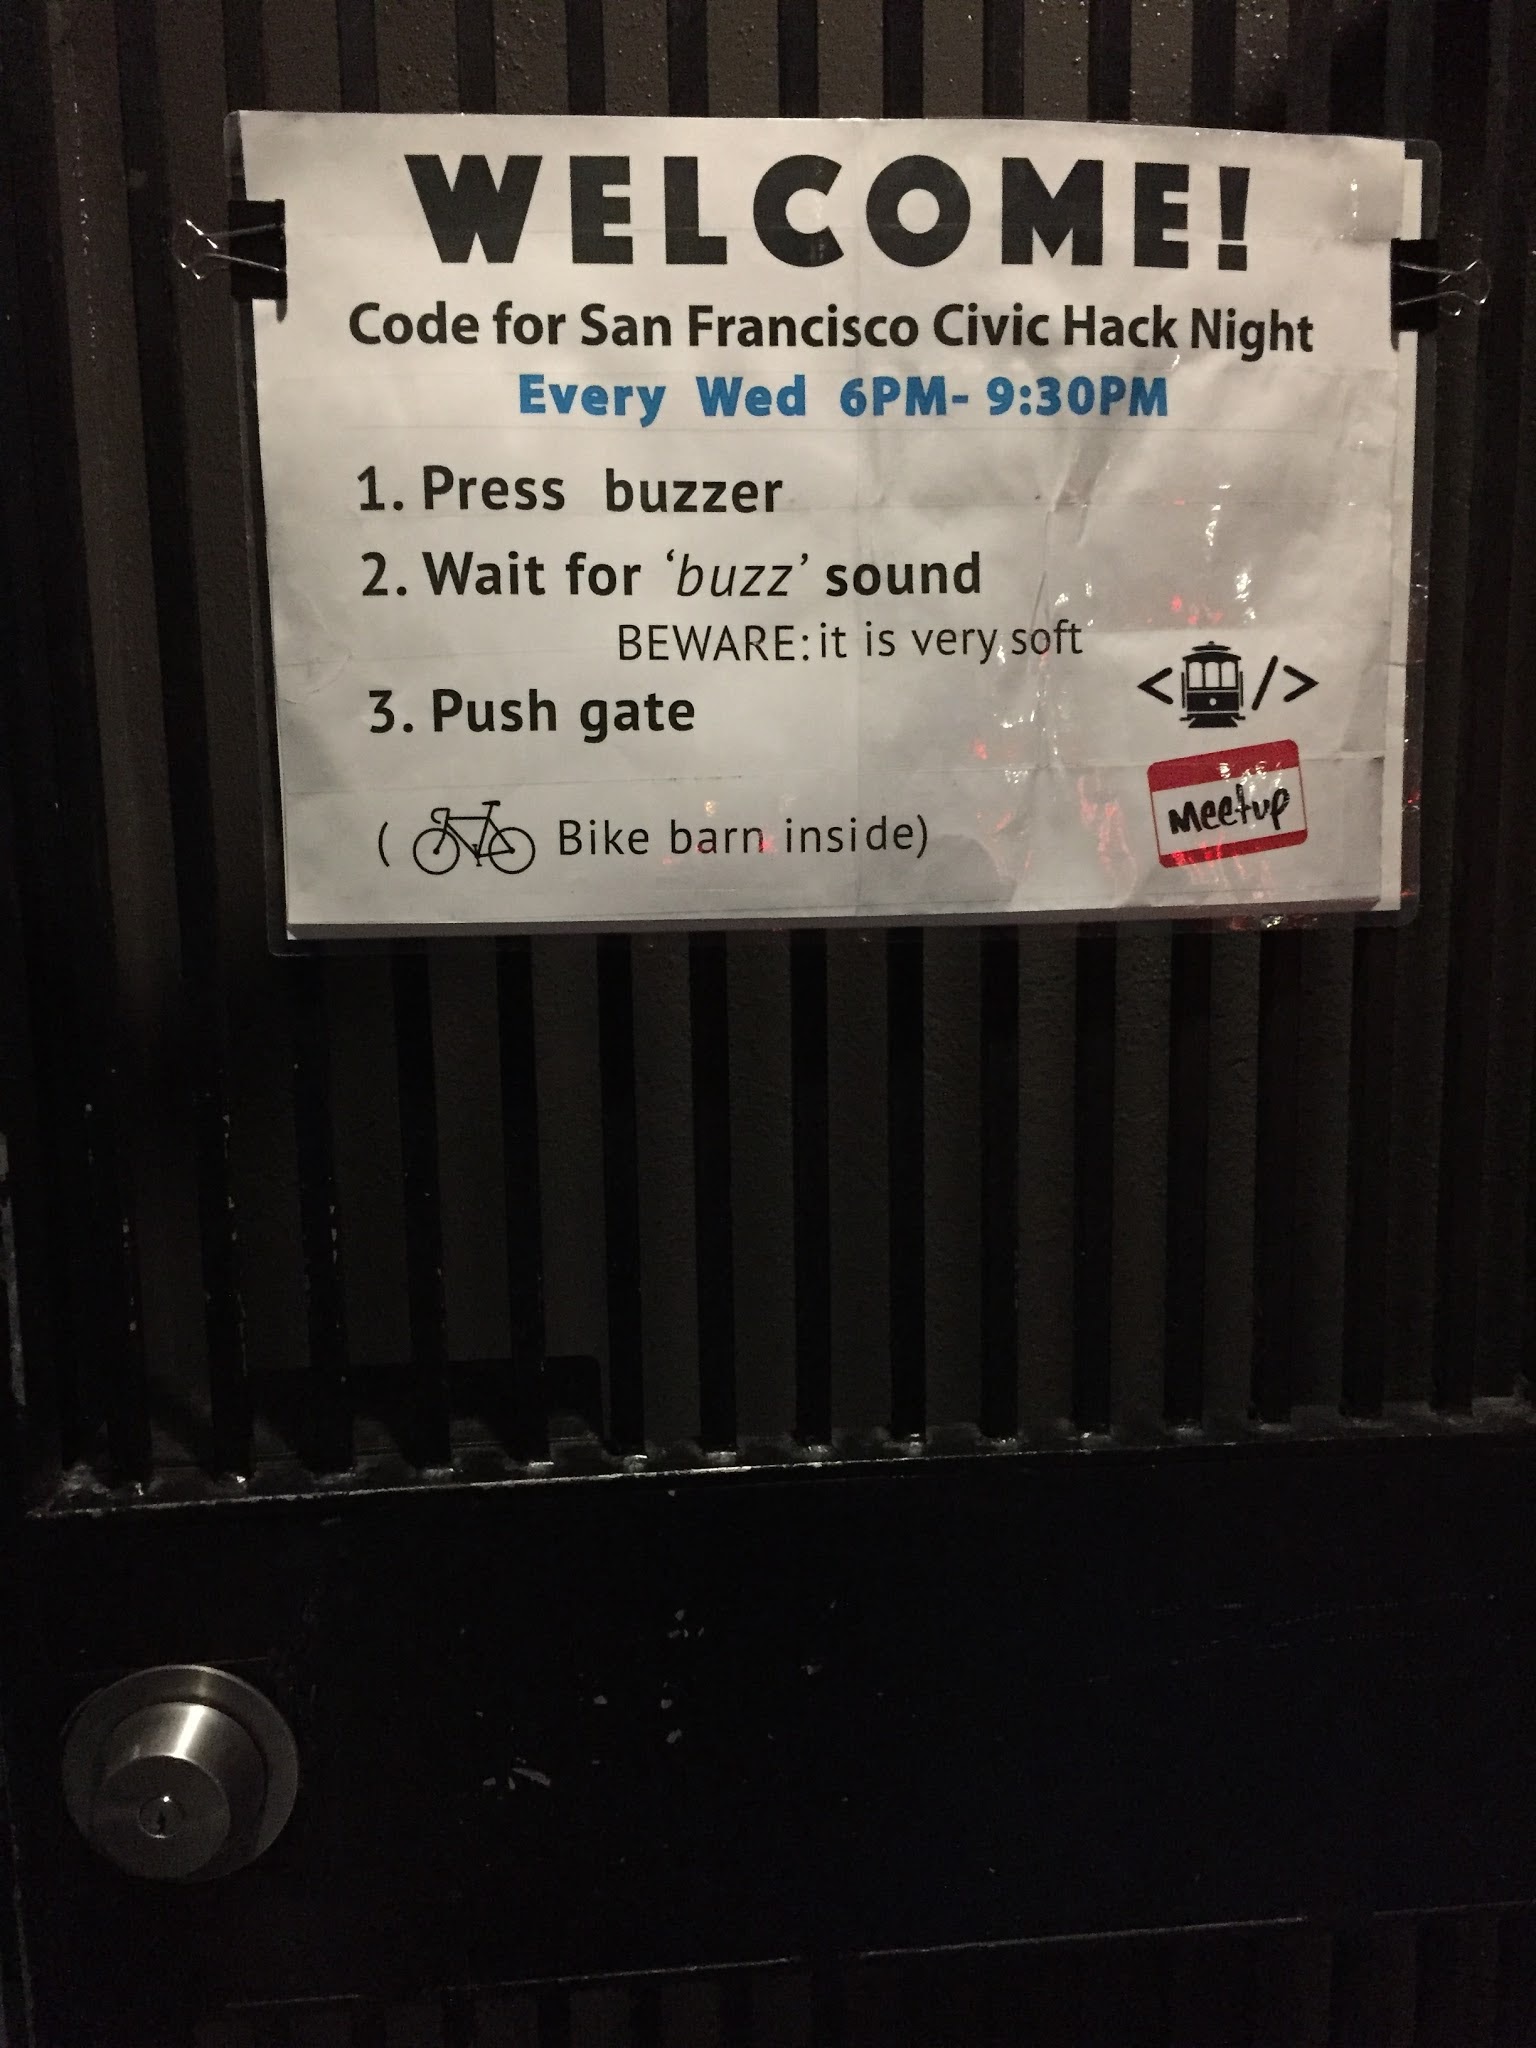 WELCOME!
Code for San Francisco Civic Hack Night
Every Wed 6PM- 9:30PM
1. Press buzzer
2. Wait for ‘buzz’ sound
BEWARE: it is very soft
3. Push gate
< />
Meetup
( Bike barn inside)